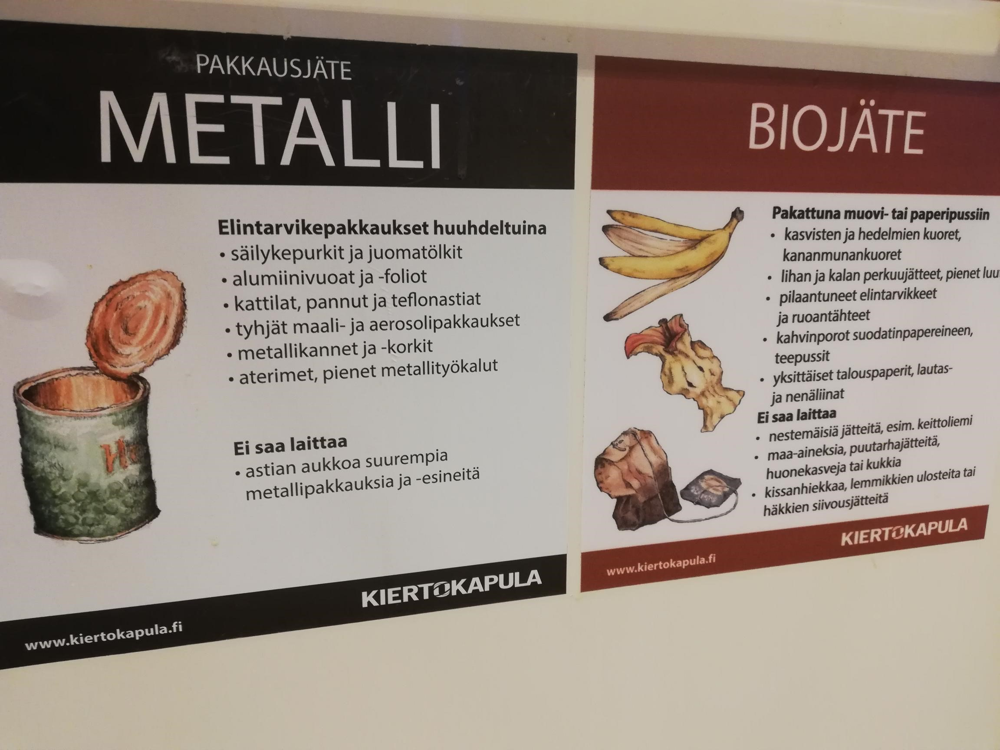 PAKKAUSJÄTE
METALLI
Elintarvikepakkaukset huuhdeltuina
• säilykepurkit ja juomatölkit
• alumiinivuoat ja -foliot
• kattilat, pannut ja teflonastiat
• tyhjät maali- ja aerosolipakkaukset
• metallikannet ja -korkit
• aterimet, pienet metallityökalut
Ei saa laittaa
• astian aukkoa suurempia
metallipakkauksia ja -esineitä
KIERTOKAPULA
www.kiertokapula.fi
BIOJÄTE
Pakattuna muovi- tai paperipussiin
• kasvisten ja hedelmien kuoret,
kananmunankuoret
• lihan ja kalan perkuujätteet, pienet
• pilaantuneet elintarvikkeet
ja ruoantähteet
• kahvinporot suodatinpapereineen,
teepussit
• yksittäiset talouspaperit, lautas-
ja nenäliinat
Ei saa laittaa
• nestemäisiä jätteitä, esim. keittoliemi
• maa-aineksia, puutarhajätteitä,
huonekasveja tai kukkia
• kissanhiekkaa, lemmikkien ulosteita tai
häkkien siivousjätteitä
KIERTOKAPULA
www.kiertokapula.fi